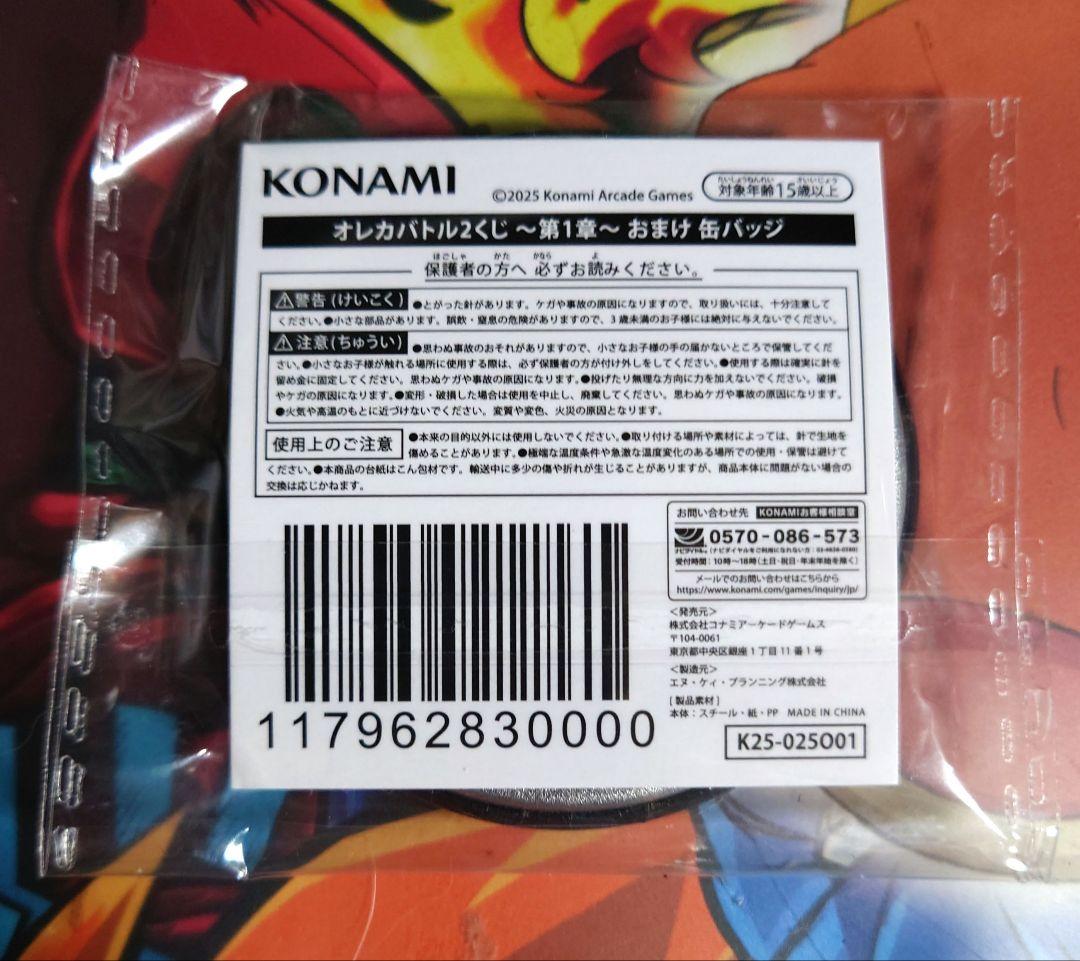 KONAMI
©2025 Konami Arcade Games
たいしょうねんれい さいいじょう
対象年齢15歳以上
オレカバトル2くじ ～第1章～ おまけ 缶バッジ
ほごしゃ かた かなら よ
保護者の方へ 必ずお読みください。
⚠警告(けいこく) ●とがった針があります。ケガや事故の原因になりますので、取り扱いには、十分注意して
ください。●小さな部品があります。誤飲・窒息の危険がありますので、3歳未満のお子様には絶対に与えないでください。
⚠注意(ちゅうい) ●思わぬ事故のおそれがありますので、小さなお子様の手の届かないところで保管してくだ
さい。●小さなお子様が触れる場所に使用する際は、必ず保護者の方が付け外しをしてください。●使用する際は確実に針を
留め金に固定してください。思わぬケガや事故の原因になります。●投げたり無理な方向に力を加えないでください。破損
やケガの原因になります。●変形・破損した場合は使用を中止し、廃棄してください。思わぬケガや事故の原因になります。
●火気や高温のもとに近づけないでください。変質や変色、火災の原因となります。
使用上のご注意 ●本来の目的以外には使用しないでください。●取り付ける場所や素材によっては、針で生地を
傷めることがあります。●極端な温度条件や急激な温度変化のある場所での使用・保管は避けて
ください。●本商品の台紙はこん包材です。輸送中に多少の傷や折れが生じることがありますが、商品本体に問題がない場合の
交換は応じかねます。
お問い合わせ先 KONAMIお客様相談室
0570-086-573
ナビダイヤル。(ナビダイヤルをご利用になれない方：
受付時間：10時～18時(土日・祝日・年末年始を除く)
メールでのお問い合わせはこちらから
https://www.konami.com/games/inquiry/jp/
<発売元>
株式会社コナミアーケードゲームス
〒104-0061
東京都中央区銀座1丁目11番1号
<製造元>
エヌ・ケィ・プランニング株式会社
[製品素材]
本体：スチール・紙・PP MADE IN CHINA
117962830000
K25-025O01